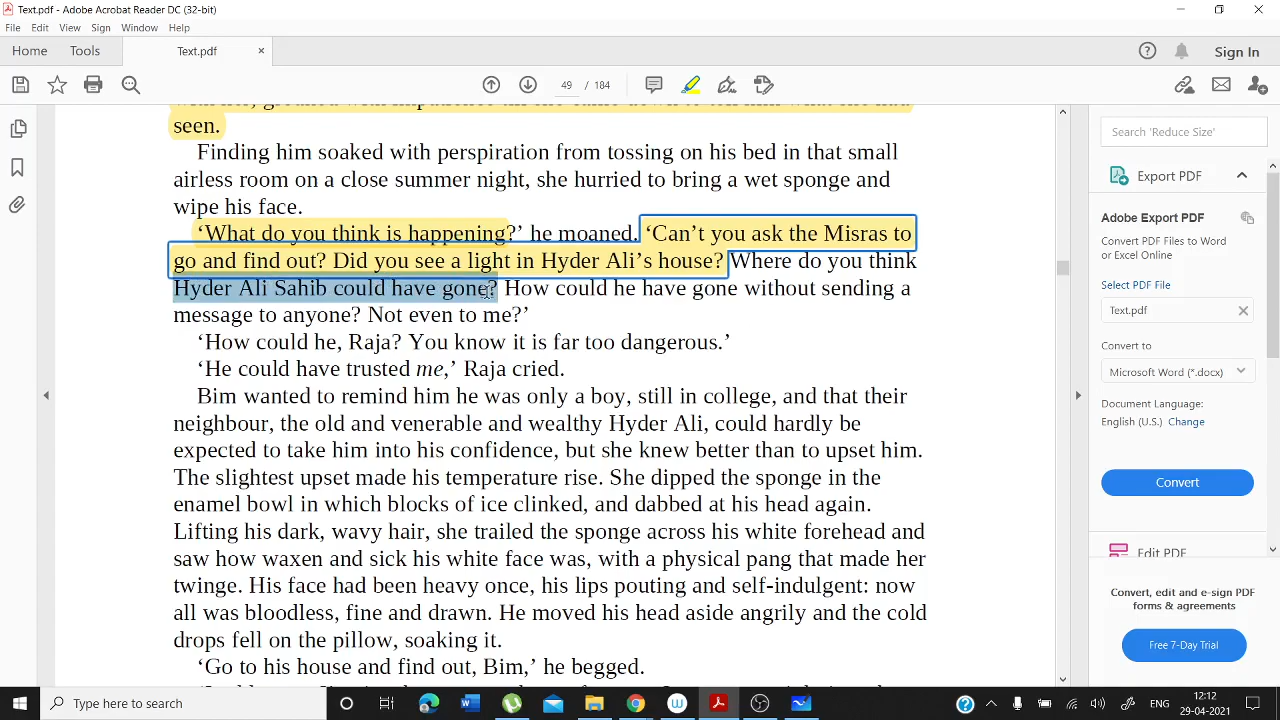 Text.pdf - Adobe Acrobat Reader DC (32-bit)
File Edit View Sign Window Help
Home Tools Text.pdf × Sign In
49 / 184
seen.
Finding him soaked with perspiration from tossing on his bed in that small
airless room on a close summer night, she hurried to bring a wet sponge and
wipe his face.
‘What do you think is happening?’ he moaned. ‘Can’t you ask the Misras to
go and find out? Did you see a light in Hyder Ali’s house? Where do you think
Hyder Ali Sahib could have gone? How could he have gone without sending a
message to anyone? Not even to me?’
‘How could he, Raja? You know it is far too dangerous.’
‘He could have trusted me,’ Raja cried.
Bim wanted to remind him he was only a boy, still in college, and that their
neighbour, the old and venerable and wealthy Hyder Ali, could hardly be
expected to take him into his confidence, but she knew better than to upset him.
The slightest upset made his temperature rise. She dipped the sponge in the
enamel bowl in which blocks of ice clinked, and dabbed at his head again.
Lifting his dark, wavy hair, she trailed the sponge across his white forehead and
saw how waxen and sick his white face was, with a physical pang that made her
twinge. His face had been heavy once, his lips pouting and self-indulgent: now
all was bloodless, fine and drawn. He moved his head aside angrily and the cold
drops fell on the pillow, soaking it.
‘Go to his house and find out, Bim,’ he begged.
Search 'Reduce Size'
Export PDF
Adobe Export PDF
Convert PDF Files to Word
or Excel Online
Select PDF File
Text.pdf
Convert to
Microsoft Word (*.docx)
Document Language:
English (U.S.) Change
Convert
Edit PDF
Convert, edit and e-sign PDF
forms & agreements
Free 7-Day Trial
Type here to search
ENG
12:12
29-04-2021